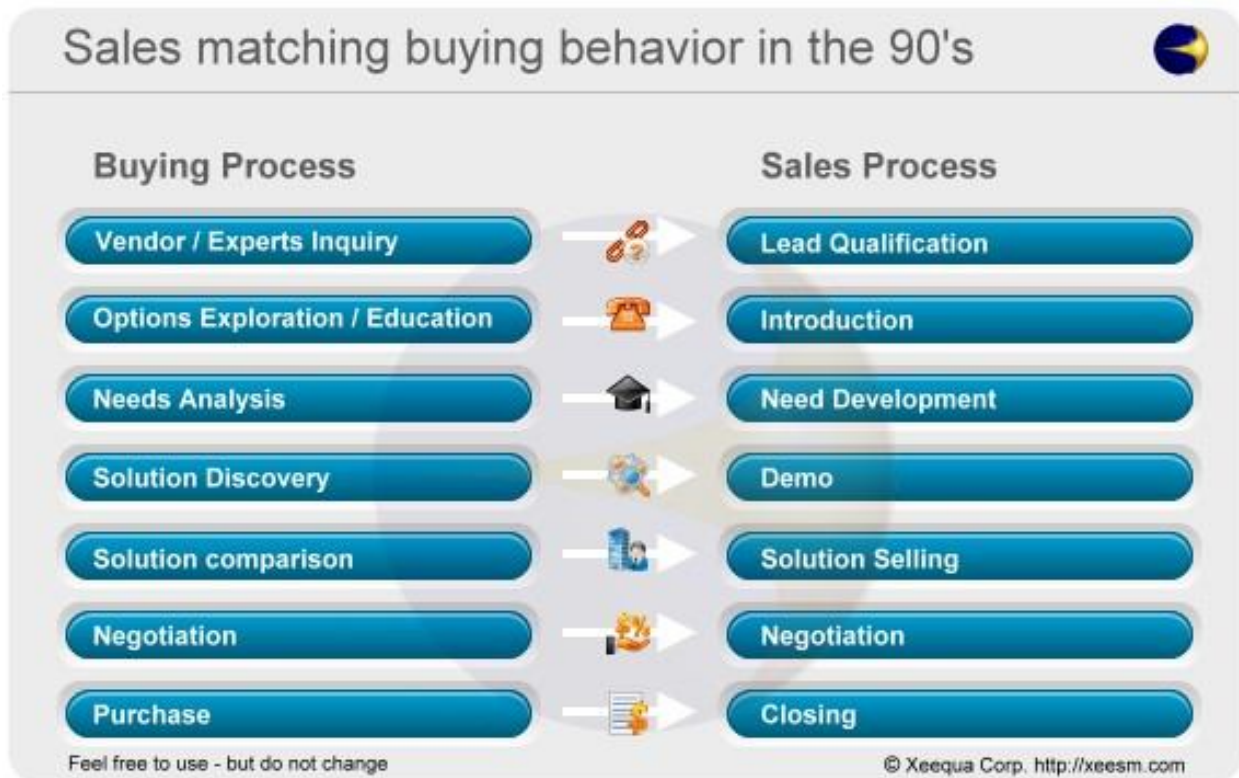 Sales matching buying behavior in the 90's
Buying Process
Sales Process
Vendor / Experts Inquiry
Lead Qualification
Options Exploration / Education
Introduction
Needs Analysis
Need Development
Solution Discovery
Demo
Solution comparison
Solution Selling
Negotiation
Negotiation
Purchase
Closing
Feel free to use - but do not change
© Xeequa Corp. http://xeesm.com